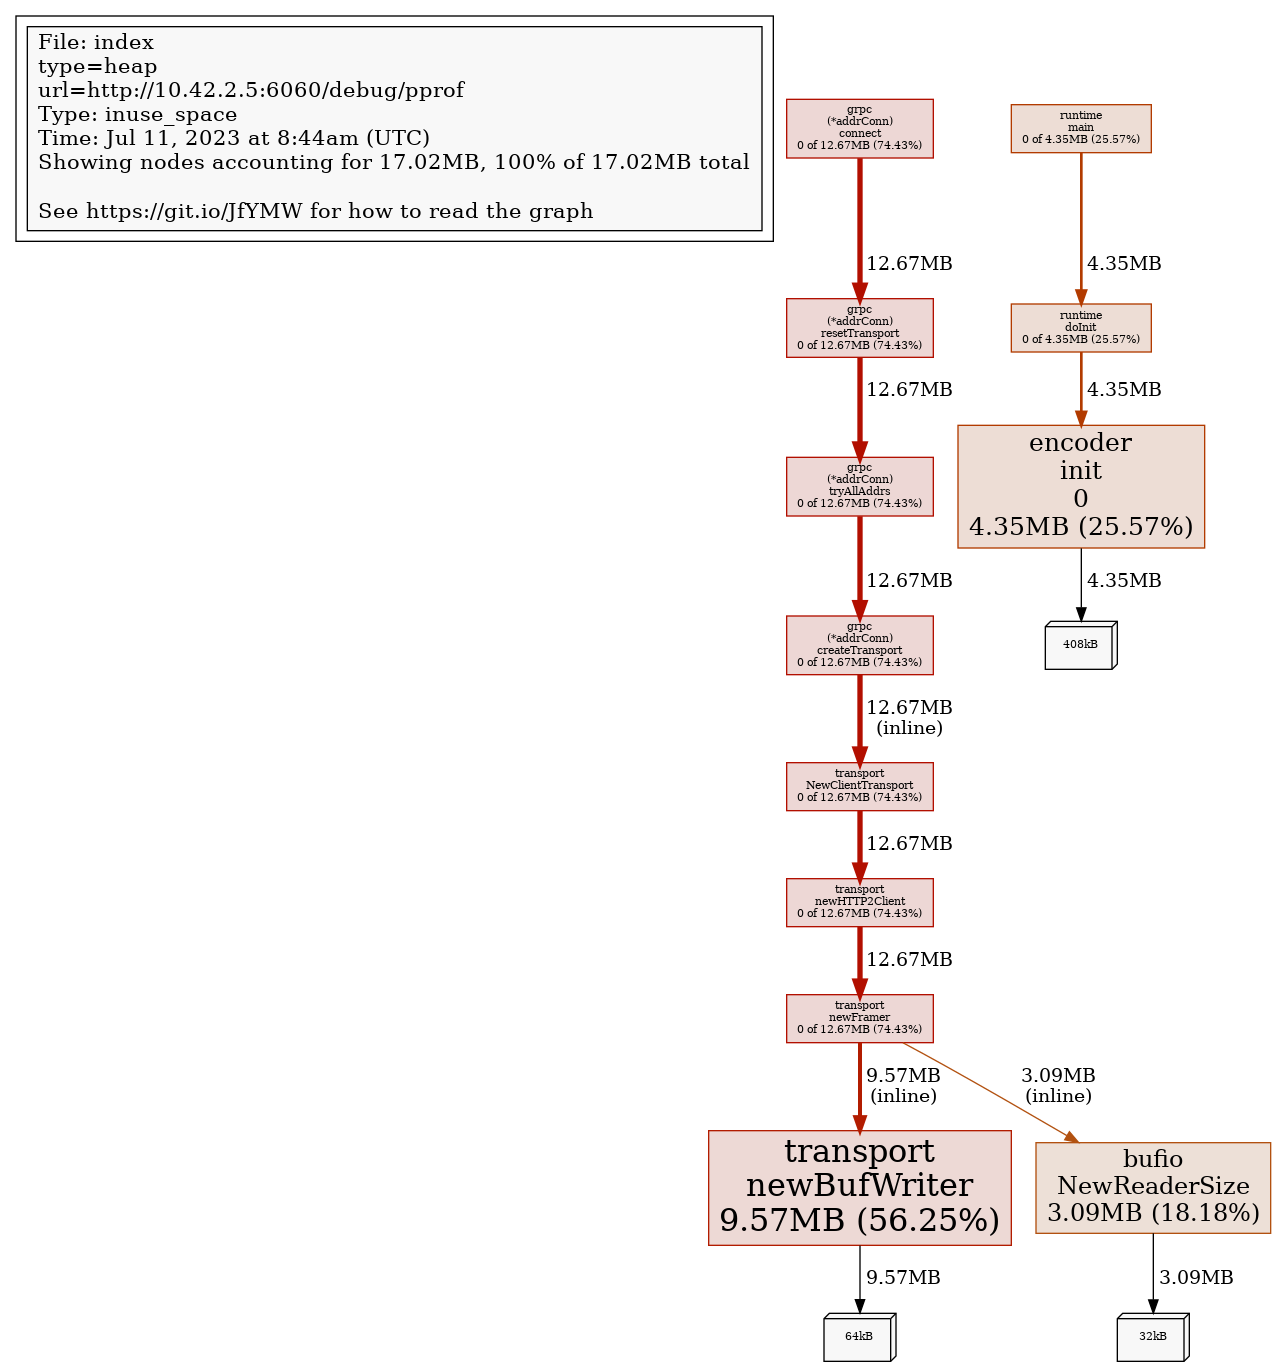 File: index
type=heap
url=http://10.42.2.5:6060/debug/pprof
Type: inuse_space
Time: Jul 11, 2023 at 8:44am (UTC)
Showing nodes accounting for 17.02MB, 100% of 17.02MB total
See https://git.io/JfYMW for how to read the graph
grpc
(*addrConn)
connect
0 of 12.67MB (74.43%)
12.67MB
grpc
(*addrConn)
resetTransport
0 of 12.67MB (74.43%)
12.67MB
grpc
(*addrConn)
tryAllAddrs
0 of 12.67MB (74.43%)
12.67MB
grpc
(*addrConn)
createTransport
0 of 12.67MB (74.43%)
12.67MB
(inline)
transport
NewClientTransport
0 of 12.67MB (74.43%)
12.67MB
transport
newHTTP2Client
0 of 12.67MB (74.43%)
12.67MB
transport
newFramer
0 of 12.67MB (74.43%)
9.57MB
(inline)
3.09MB
(inline)
transport
newBufWriter
9.57MB (56.25%)
9.57MB
64kB
bufio
NewReaderSize
3.09MB (18.18%)
3.09MB
32kB
runtime
main
0 of 4.35MB (25.57%)
4.35MB
runtime
doInit
0 of 4.35MB (25.57%)
4.35MB
encoder
init
0
4.35MB (25.57%)
4.35MB
408kB